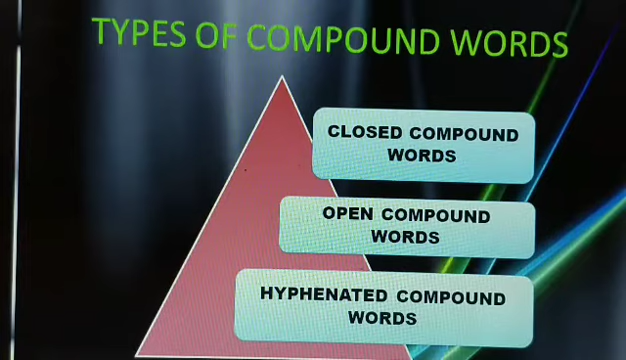 TYPES OF COMPOUND WORDS
CLOSED COMPOUND
WORDS
OPEN COMPOUND
WORDS
HYPHENATED COMPOUND
WORDS